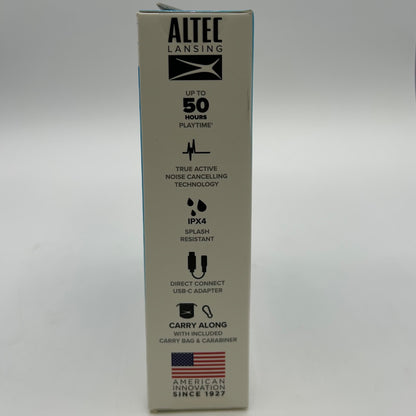 ALTEC
LANSING
UP TO
50
HOURS
PLAYTIME*
TRUE ACTIVE
NOISE CANCELLING
TECHNOLOGY
IPX4
SPLASH
RESISTANT
DIRECT CONNECT
USB-C ADAPTER
CARRY ALONG
WITH INCLUDED
CARRY BAG & CARABINER
AMERICAN
INNOVATION
SINCE 1927